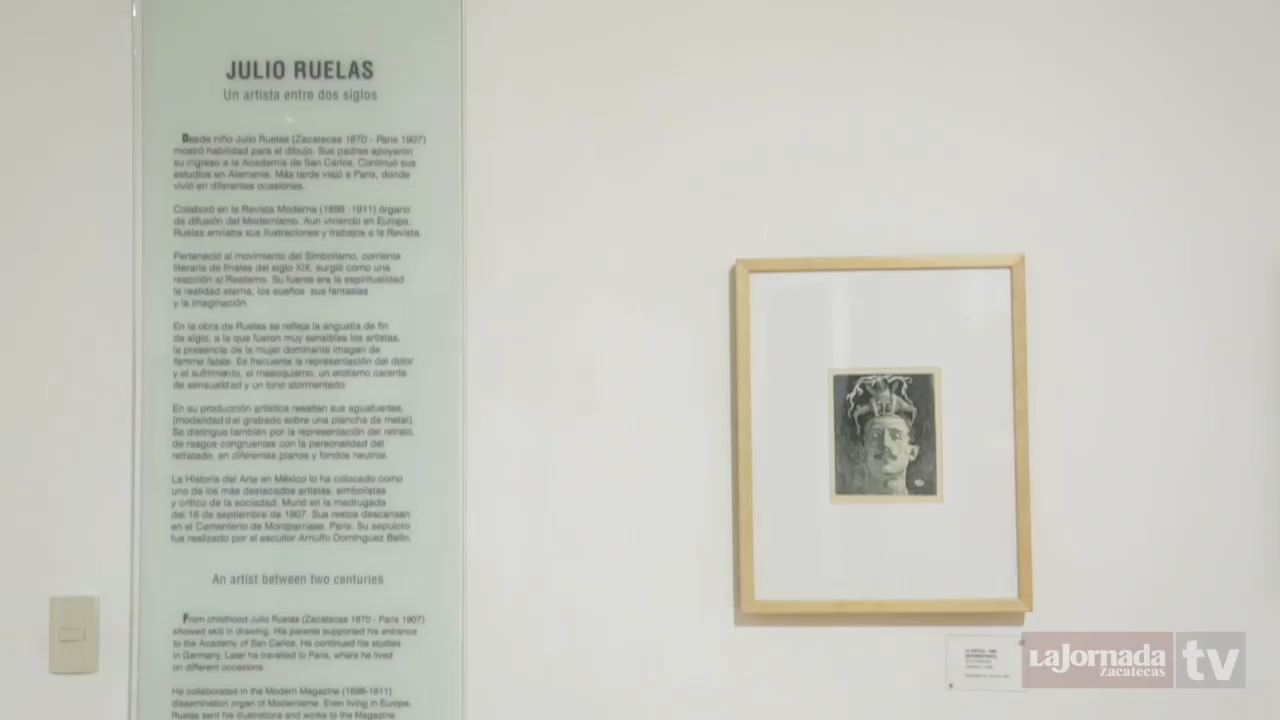 JULIO RUELAS
Un artista entre dos siglos
Desde niño Julio Ruelas (Zacatecas 1870 - Paris 1907)
mostró habilidad para el dibujo. Sus padres apoyaron
su ingreso a la Academia de San Carlos. Continuó sus
estudios en Alemania. Más tarde viajó a Paris, donde
vivió en diferentes ocasiones.
Colaboró en la Revista Moderna (1898 -1911) órgano
de difusión del Modernismo. Aun viviendo en Europa,
Ruelas enviaba sus ilustraciones y trabajos a la Revista.
Perteneció al movimiento del Simbolismo, corriente
literaria de finales del siglo XIX, surgió como una
reacción al Realismo. Su fuente era la espiritualidad
la realidad eterna, los sueños sus fantasías
y la imaginación.
En la obra de Ruelas se refleja la angustia de fin
de siglo, a la que fueron muy sensibles los artistas,
la presencia de la mujer dominante imagen de
famme fatale. Es frecuente la representación del dolor
y el sufrimiento, el masoquismo, un erotismo carente
de sensualidad y un tono atormentado.
En su producción artística resaltan sus aguafuertes,
(modalidad del grabado sobre una plancha de metal).
Se distingue también por la representación del retrato,
de rasgos congruentes con la personalidad del
retratado, en diferentes planos y fondos neutros.
La Historia del Arte en México lo ha colocado como
uno de los más destacados artistas, simbolistas
y crítico de la sociedad. Murió en la madrugada
del 16 de septiembre de 1907. Sus restos descansan
en el Cementerio de Montparnase, Paris. Su sepulcro
fue realizado por el escultor Arnulfo Domínguez Bello.
An artist between two centuries
From childhood Julio Ruelas (Zacatecas 1870 - Paris 1907)
showed skill in drawing. His parents supported his entrance
to the Academy of San Carlos. He continued his studies
in Germany. Later he travelled to Paris, where he lived
on different occasions.
He collaborated in the Modern Magazine (1898-1911)
dissemination organ of Modernisme. Even living in Europe,
Ruelas sent his illustrations and works to the Magazine.
La Jornada
Zacatecas
tv